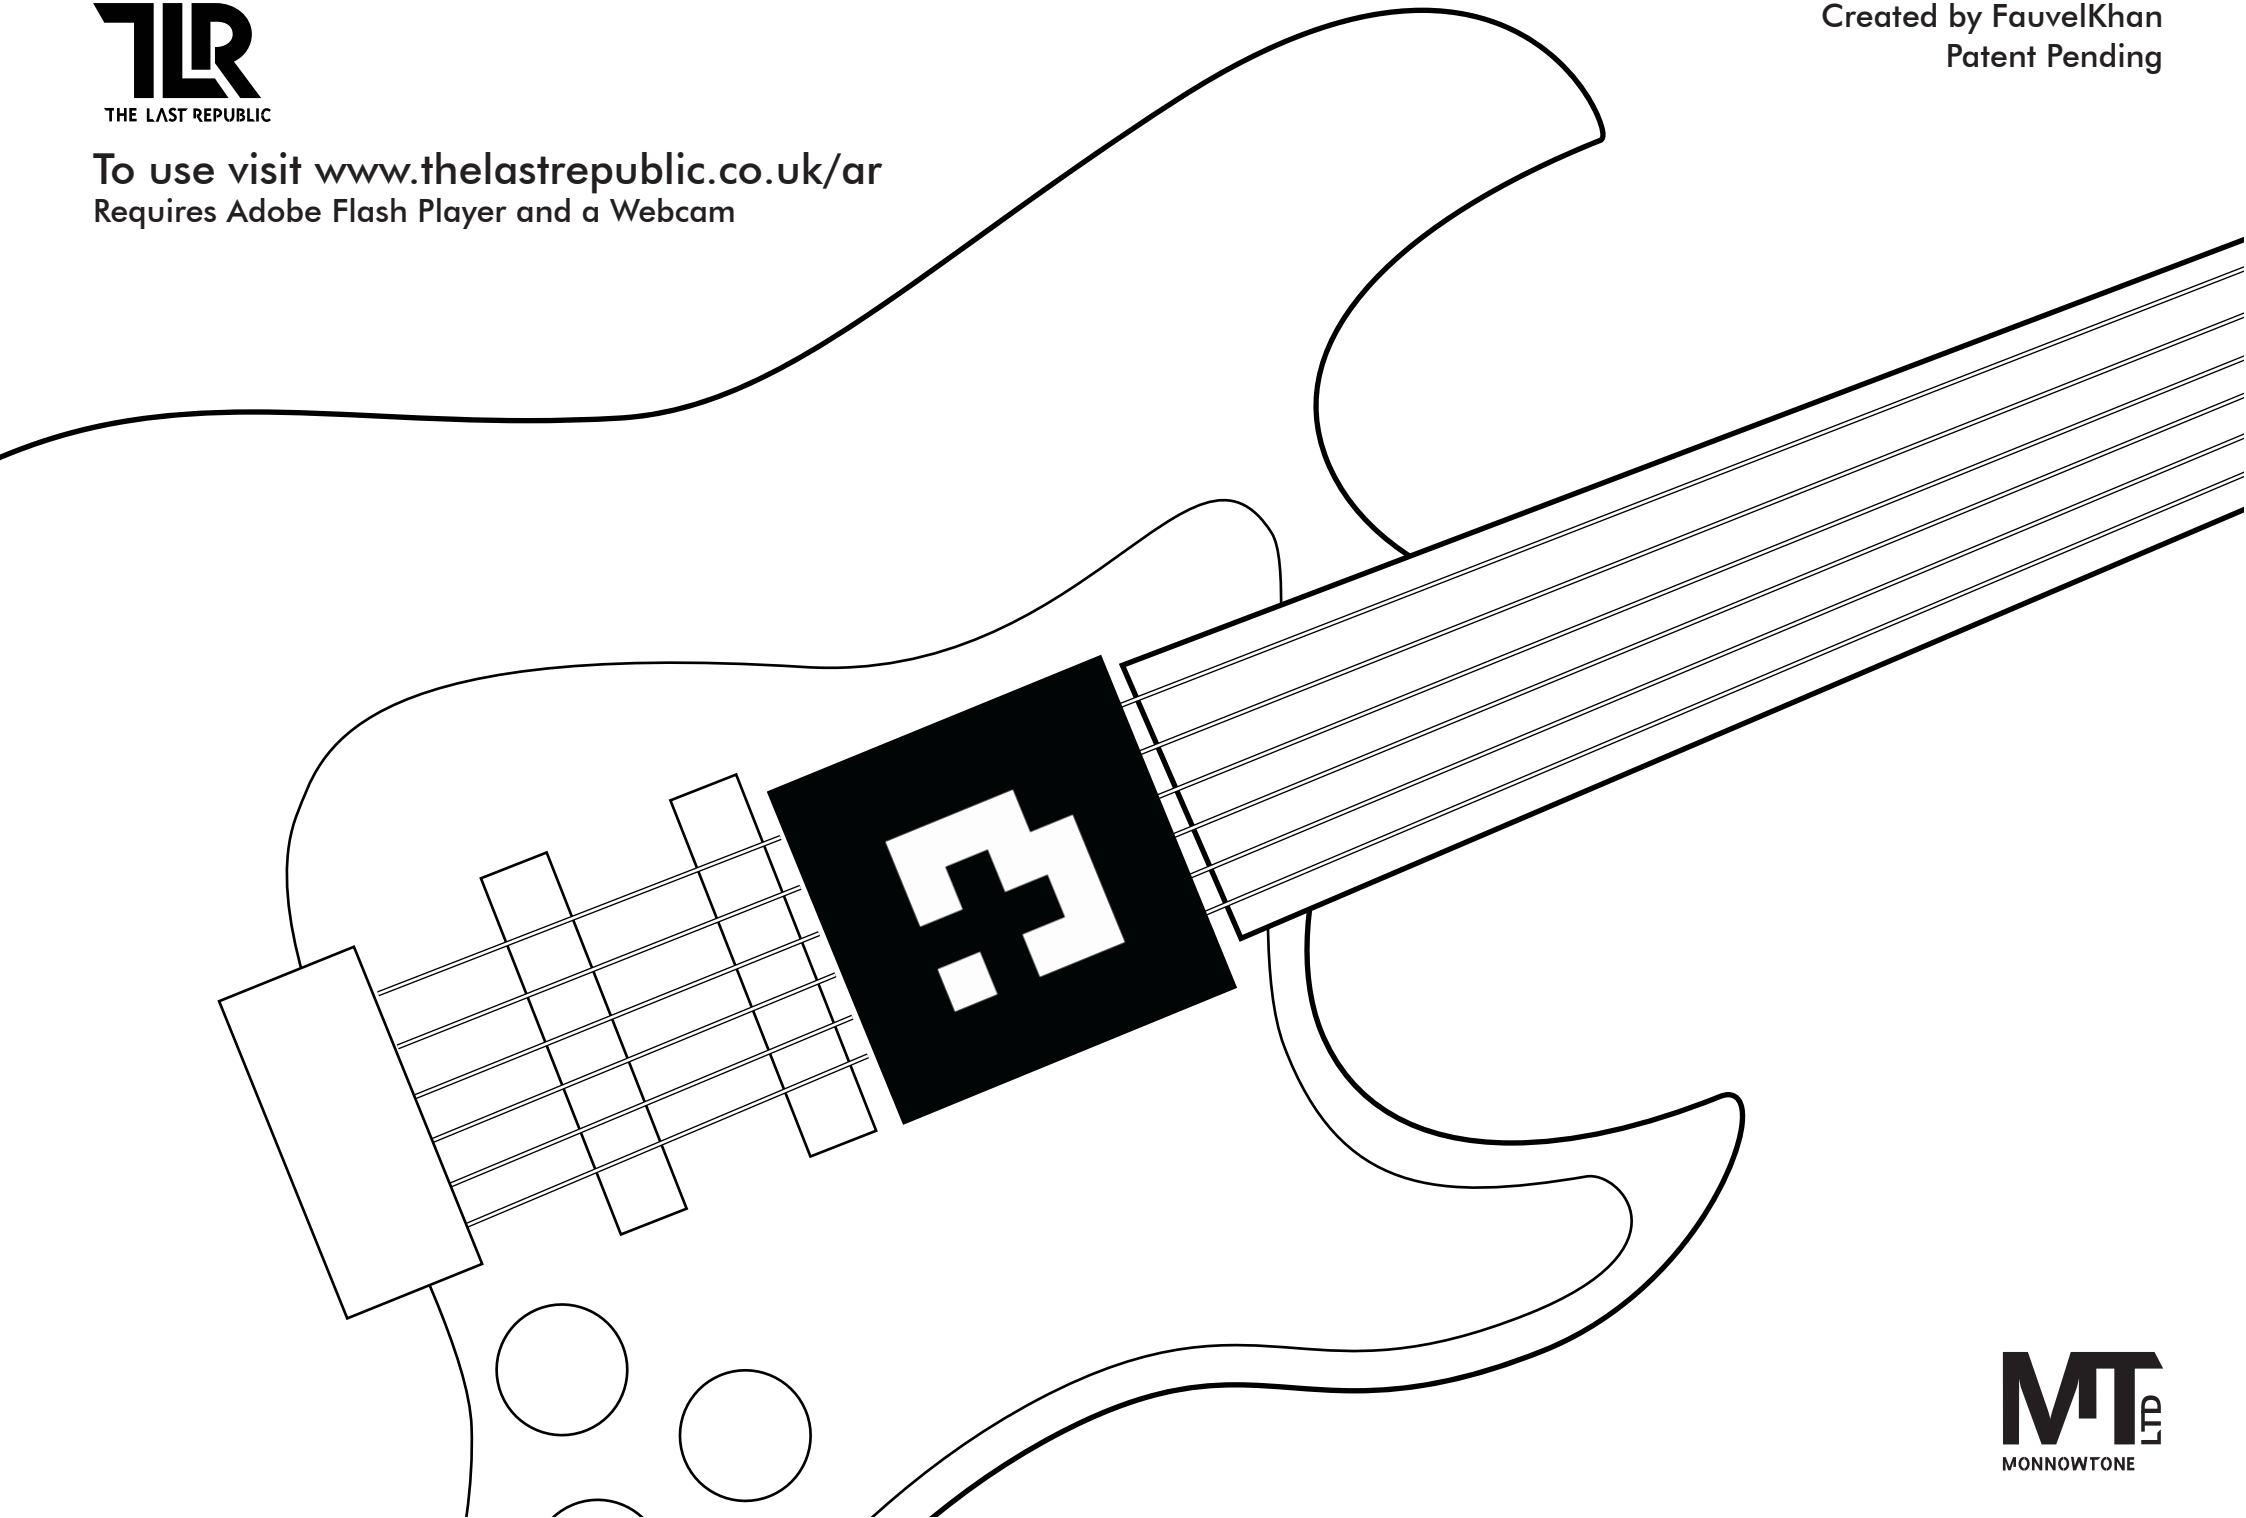 TLR
THE LAST REPUBLIC
Created by FauvelKhan
Patent Pending
To use visit www.thelastrepublic.co.uk/ar
Requires Adobe Flash Player and a Webcam
MT LTD
MONNOWTONE